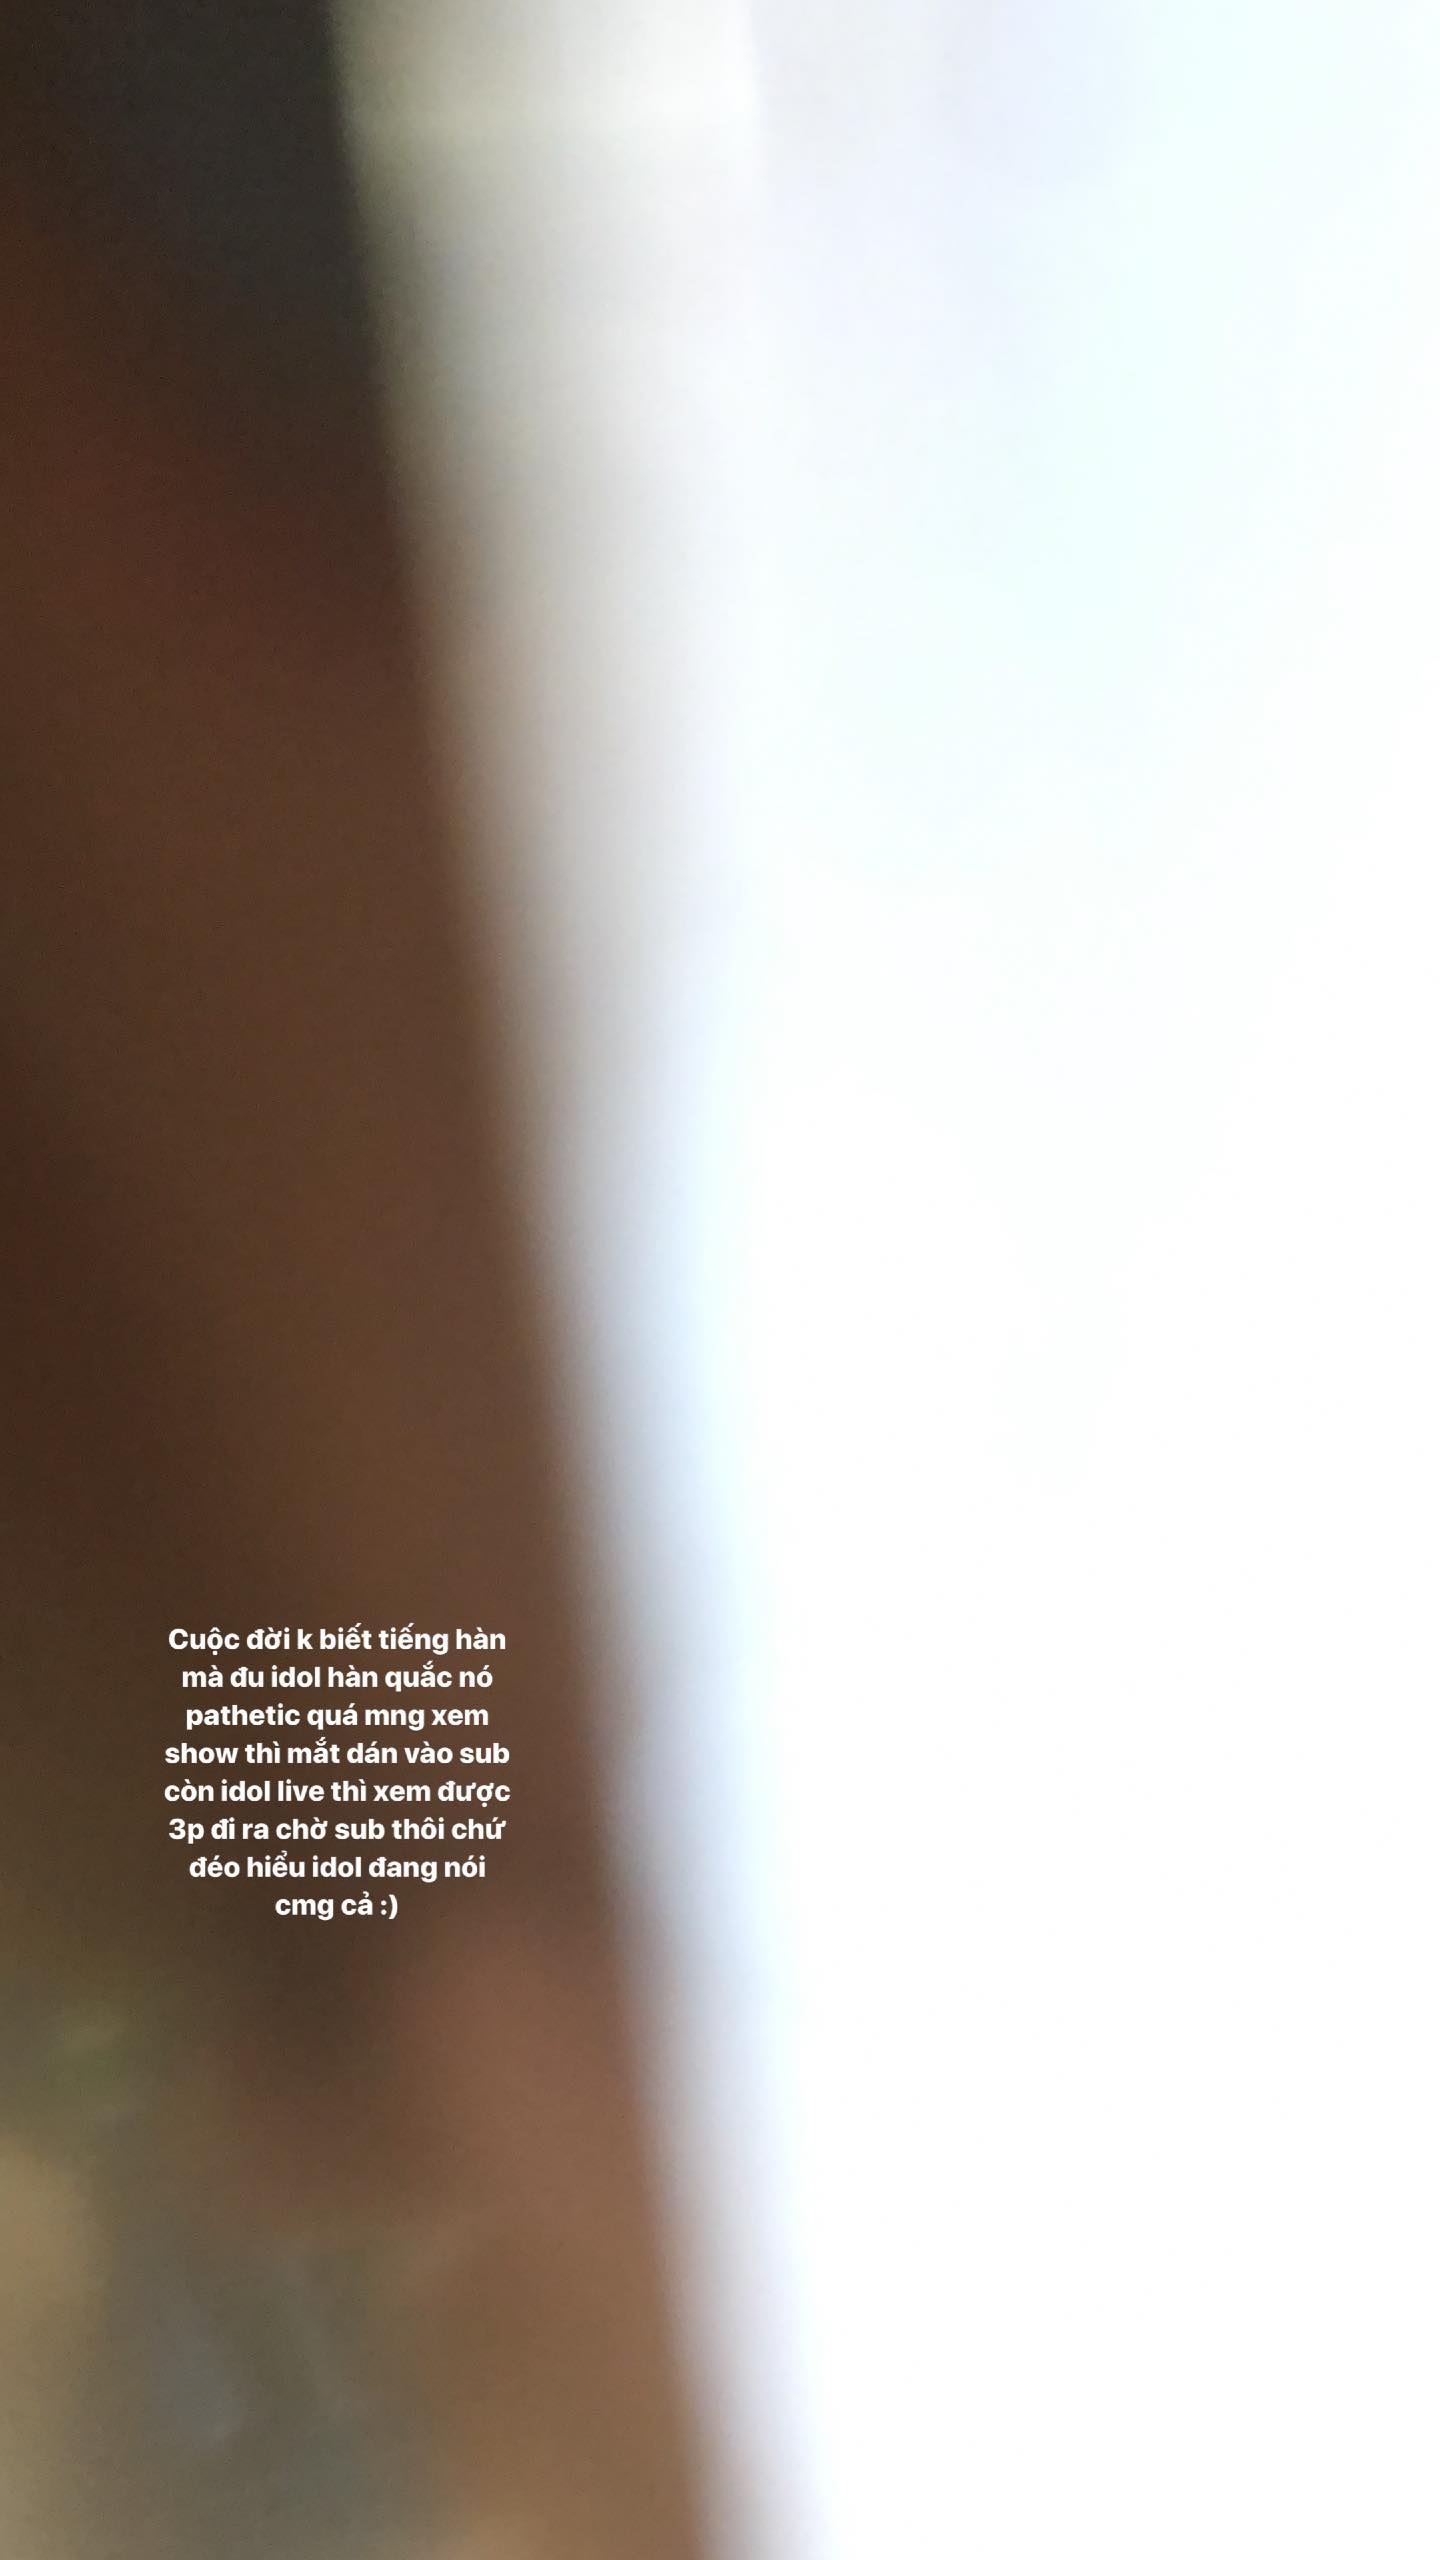 Cuộc đời k biết tiếng hàn
mà đu idol hàn quắc nó
pathetic quá mng xem
show thì mắt dán vào sub
còn idol live thì xem được
3p đi ra chờ sub thôi chứ
đéo hiểu idol đang nói
cmg cả :)